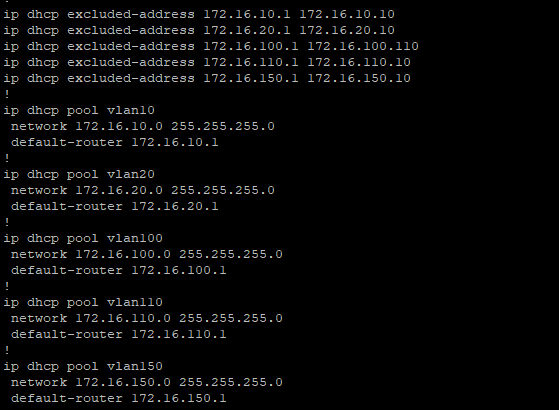 !
ip dhcp excluded-address 172.16.10.1 172.16.10.10
ip dhcp excluded-address 172.16.20.1 172.16.20.10
ip dhcp excluded-address 172.16.100.1 172.16.100.110
ip dhcp excluded-address 172.16.110.1 172.16.110.10
ip dhcp excluded-address 172.16.150.1 172.16.150.10
!
ip dhcp pool vlan10
 network 172.16.10.0 255.255.255.0
 default-router 172.16.10.1
!
ip dhcp pool vlan20
 network 172.16.20.0 255.255.255.0
 default-router 172.16.20.1
!
ip dhcp pool vlan100
 network 172.16.100.0 255.255.255.0
 default-router 172.16.100.1
!
ip dhcp pool vlan110
 network 172.16.110.0 255.255.255.0
 default-router 172.16.110.1
!
ip dhcp pool vlan150
 network 172.16.150.0 255.255.255.0
 default-router 172.16.150.1